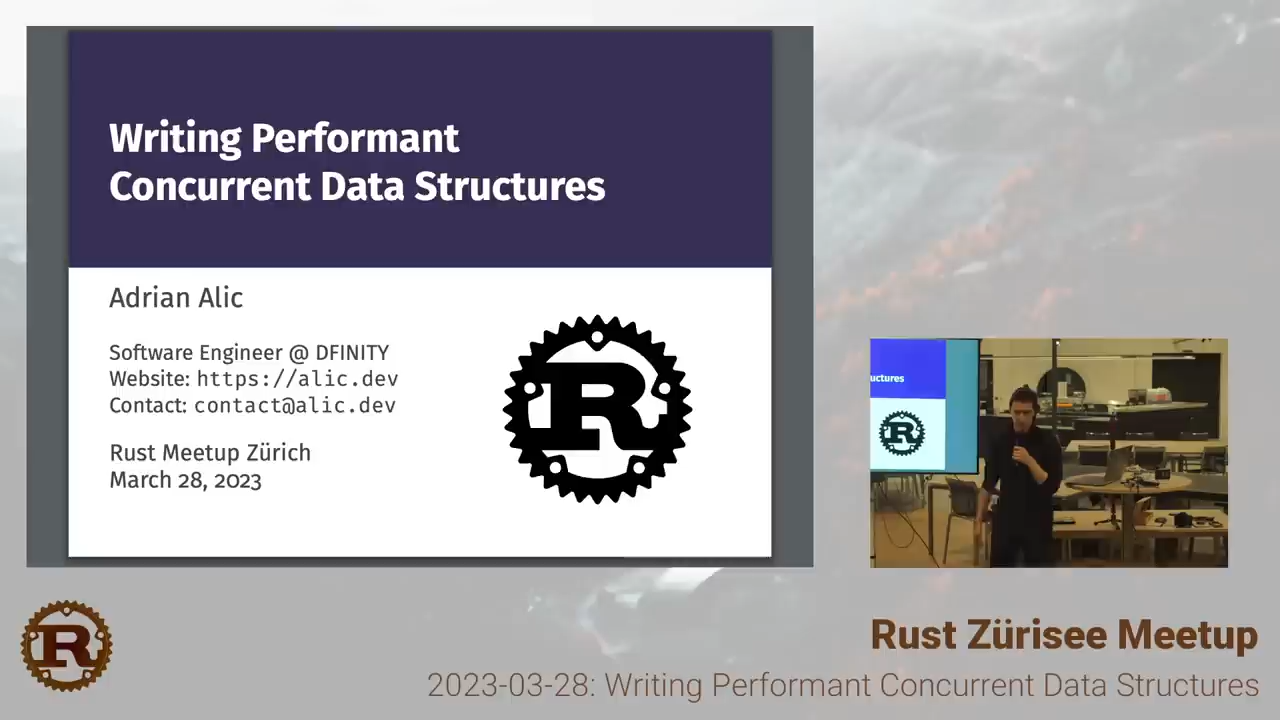 Writing Performant
Concurrent Data Structures
Adrian Alic
Software Engineer @ DFINITY
Website: https://alic.dev
Contact: contact@alic.dev
Rust Meetup Zürich
March 28, 2023
R
uctures
R
R
Rust Zürisee Meetup
2023-03-28: Writing Performant Concurrent Data Structures